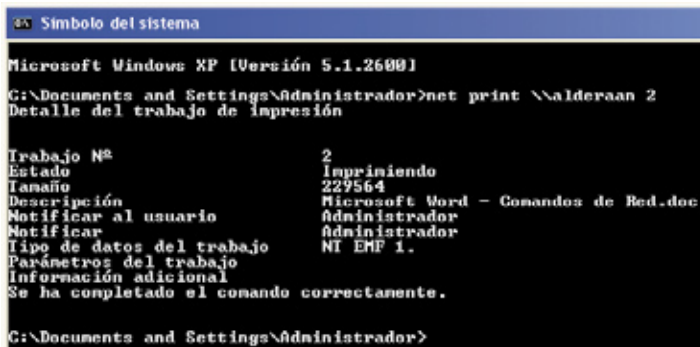 Símbolo del sistema
Microsoft Windows XP [Versión 5.1.2600]
C:\Documents and Settings\Administrador>net print \\alderaan 2
Detalle del trabajo de impresión
Trabajo Nº 2
Estado Imprimiendo
Tamaño 229564
Descripción Microsoft Word - Comandos de Red.doc
Notificar al usuario Administrador
Notificar Administrador
Tipo de datos del trabajo NT EMF 1.
Parámetros del trabajo
Información adicional
Se ha completado el comando correctamente.
C:\Documents and Settings\Administrador>